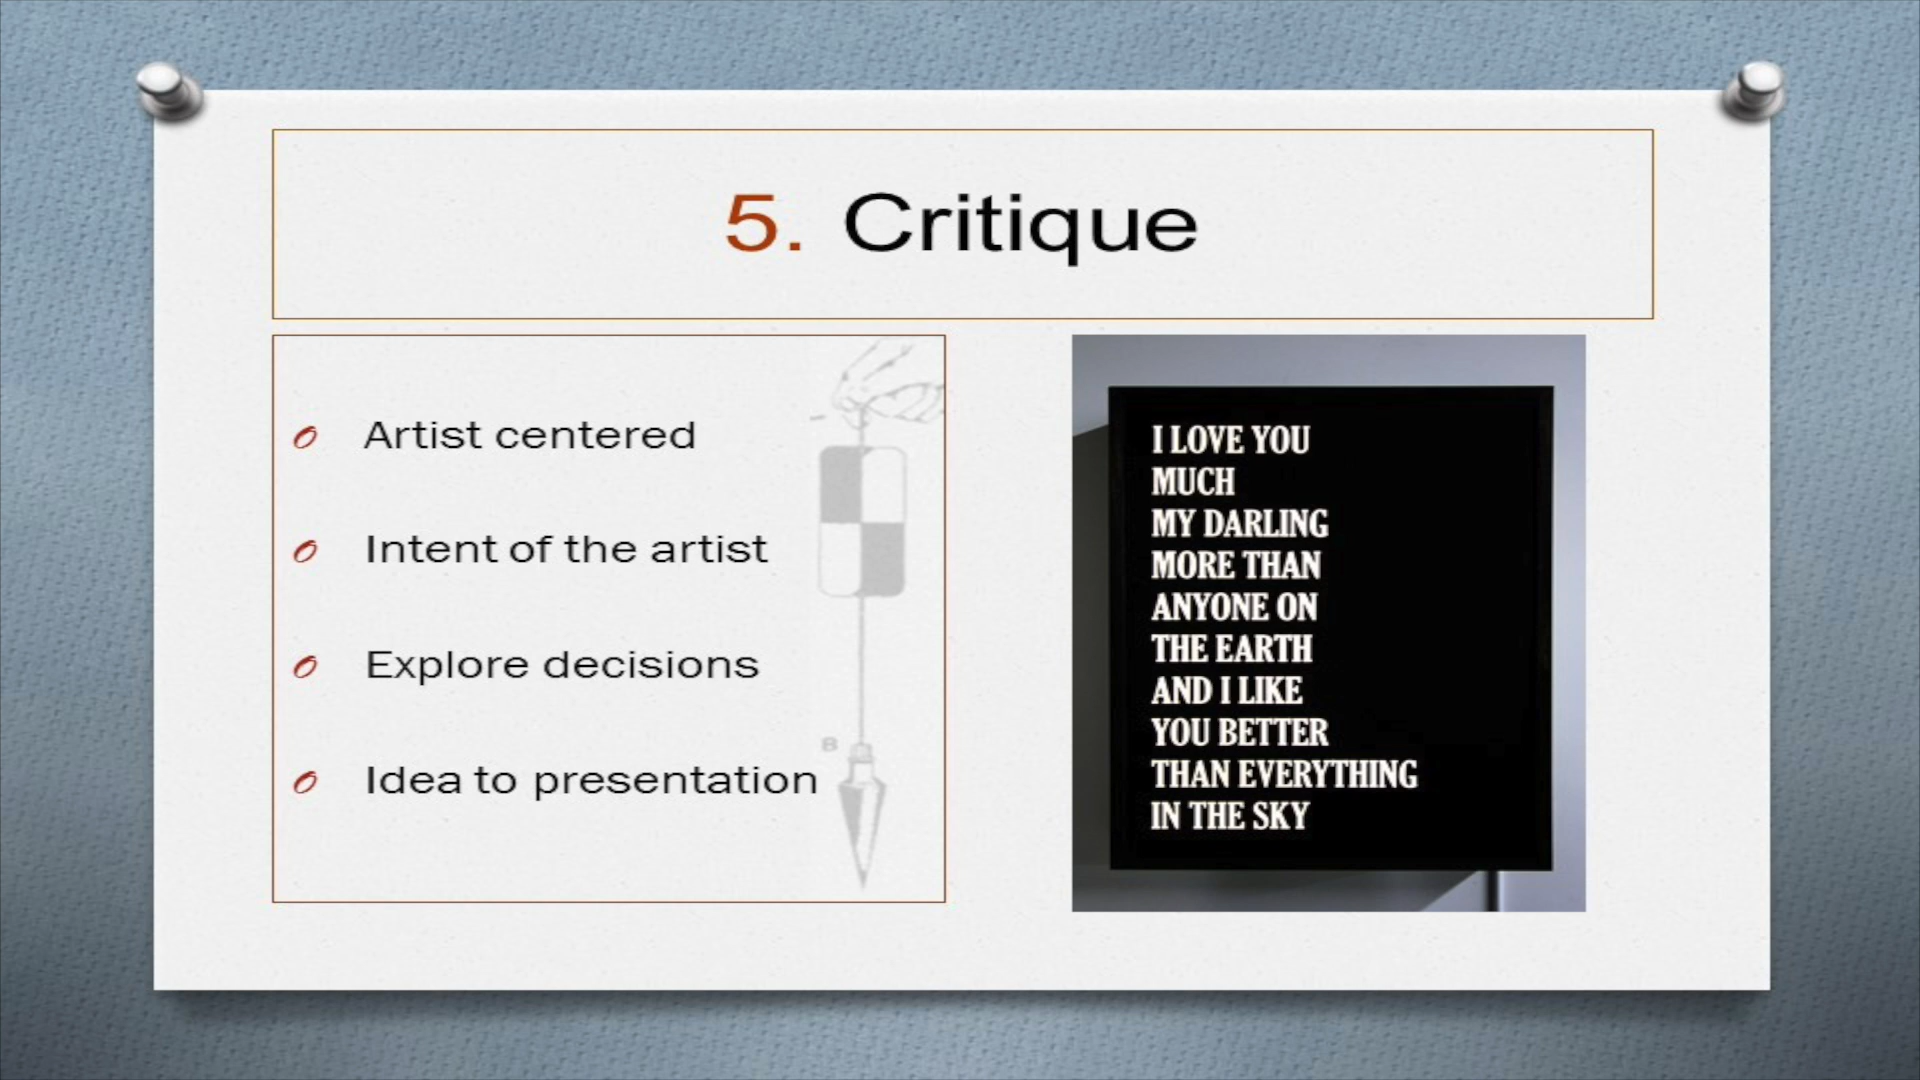 5. Critique
Artist centered
Intent of the artist
Explore decisions
Idea to presentation
B
I LOVE YOU
MUCH
MY DARLING
MORE THAN
ANYONE ON
THE EARTH
AND I LIKE
YOU BETTER
THAN EVERYTHING
IN THE SKY